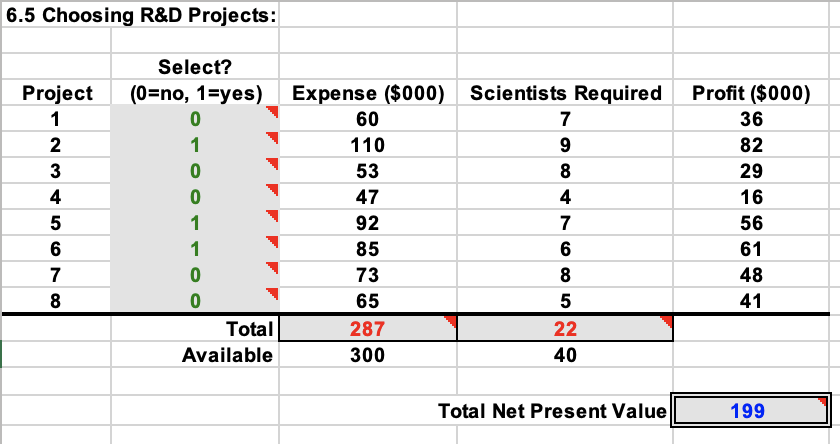 6.5 Choosing R&D Projects:
Select?
Project (0=no, 1=yes) Expense ($000) Scientists Required Profit ($000)
1 0 60 7 36
2 1 110 9 82
3 0 53 8 29
4 0 47 4 16
5 1 92 7 56
6 1 85 6 61
7 0 73 8 48
8 0 65 5 41
Total 287 22
Available 300 40
Total Net Present Value 199